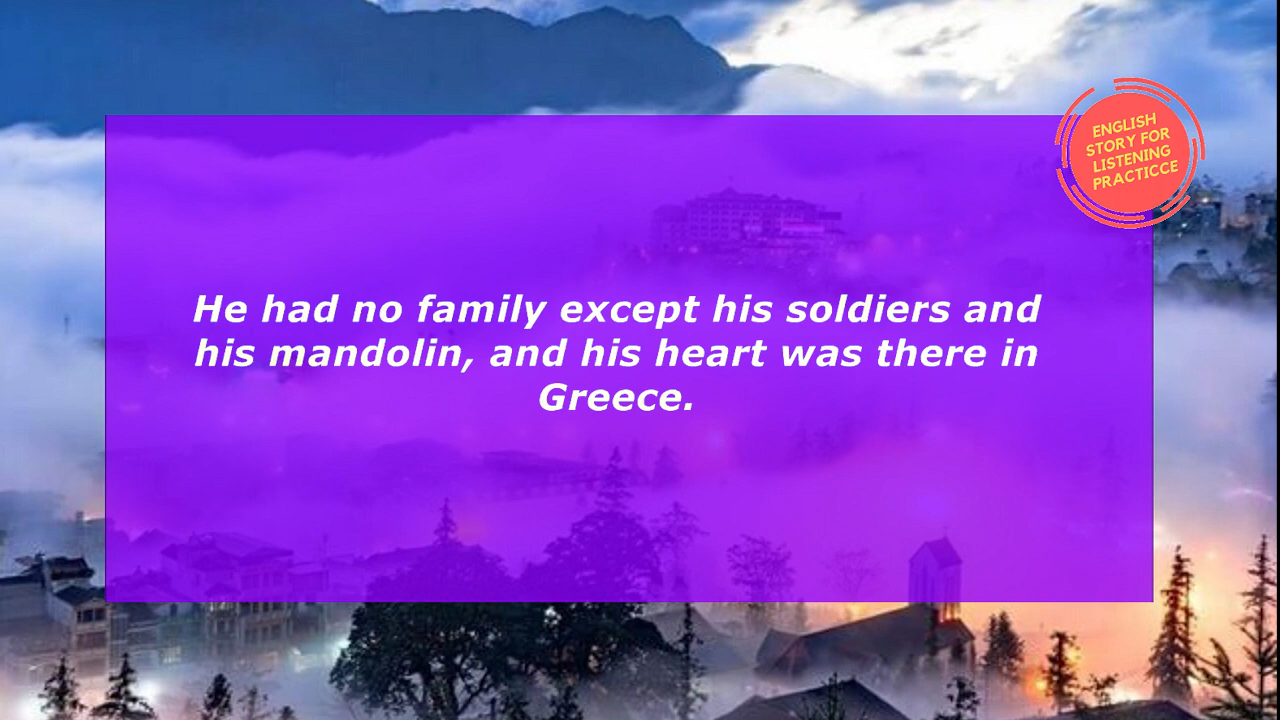 ENGLISH
STORY FOR
LISTENING
PRACTICCE
He had no family except his soldiers and
his mandolin, and his heart was there in
Greece.